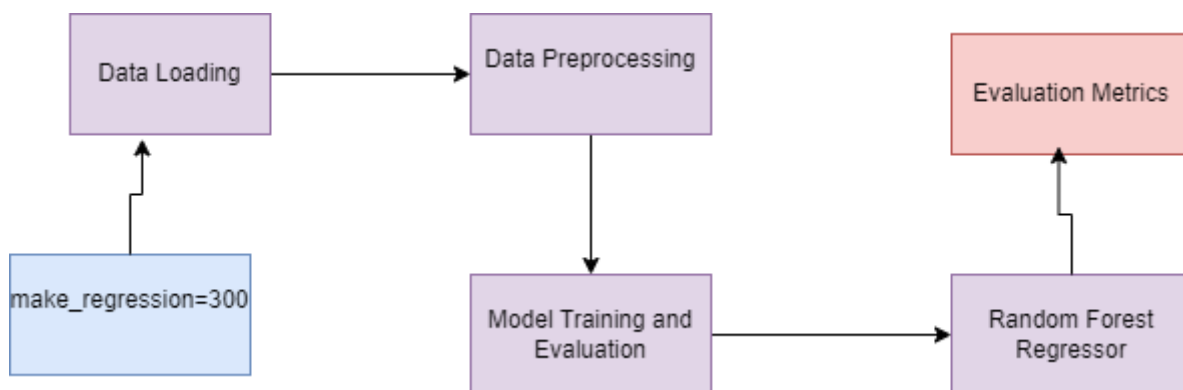 Data Loading
Data Preprocessing
Evaluation Metrics
make_regression=300
Model Training and
Evaluation
Random Forest
Regressor